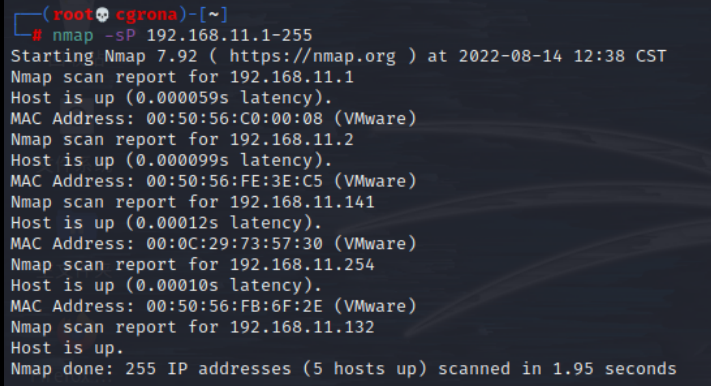 ┌──(root💀cgrona)-[~]
└─# nmap -sP 192.168.11.1-255
Starting Nmap 7.92 ( https://nmap.org ) at 2022-08-14 12:38 CST
Nmap scan report for 192.168.11.1
Host is up (0.000059s latency).
MAC Address: 00:50:56:C0:00:08 (VMware)
Nmap scan report for 192.168.11.2
Host is up (0.000099s latency).
MAC Address: 00:50:56:FE:3E:C5 (VMware)
Nmap scan report for 192.168.11.141
Host is up (0.00012s latency).
MAC Address: 00:0C:29:73:57:30 (VMware)
Nmap scan report for 192.168.11.254
Host is up (0.00010s latency).
MAC Address: 00:50:56:FB:6F:2E (VMware)
Nmap scan report for 192.168.11.132
Host is up.
Nmap done: 255 IP addresses (5 hosts up) scanned in 1.95 seconds